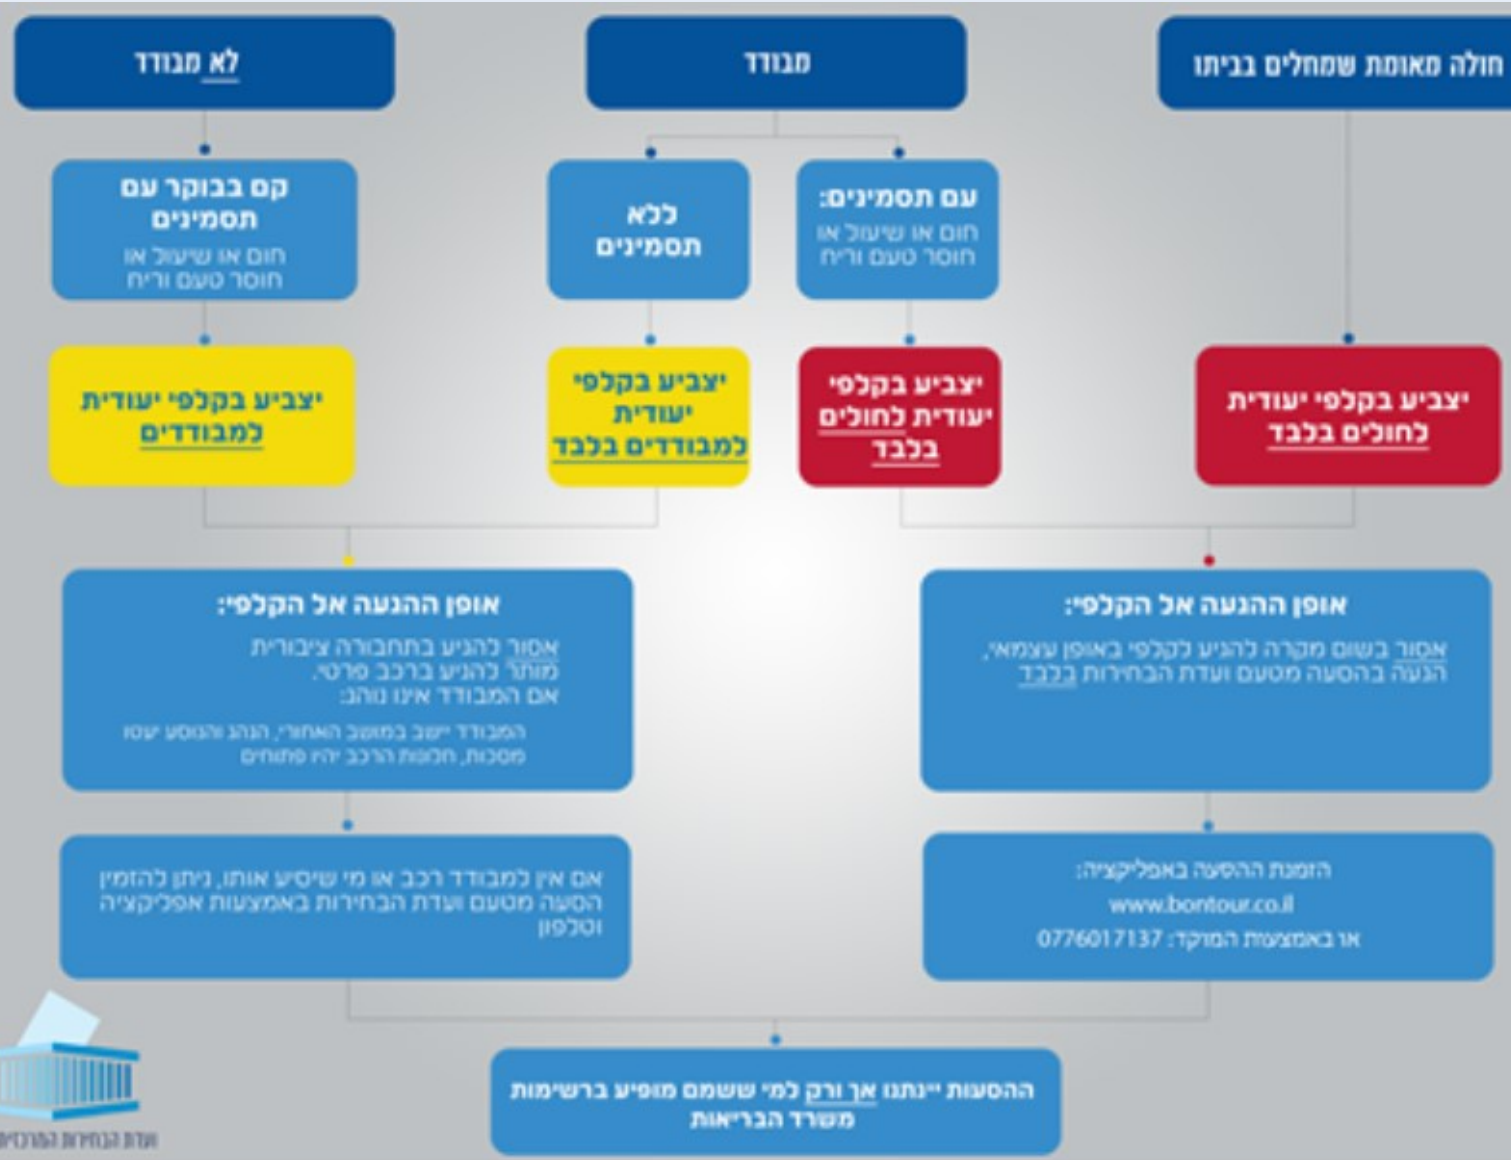 חולה מאומת שמחלים בביתו
מבודד
לא מבודד
עם תסמינים:
חום או שיעול או
חוסר טעם וריח
ללא
תסמינים
קם בבוקר עם
תסמינים
חום או שיעול או
חוסר טעם וריח
יצביע בקלפי יעודית
לחולים בלבד
יצביע בקלפי
יעודית לחולים
בלבד
יצביע בקלפי
יעודית
למבודדים בלבד
יצביע בקלפי יעודית
למבודדים
אופן ההגעה אל הקלפי:
אסור בשום מקרה להגיע לקלפי באופן עצמאי,
הגעה בהסעה מטעם ועדת הבחירות בלבד
אופן ההגעה אל הקלפי:
אסור להגיע בתחבורה ציבורית
מותר להגיע ברכב פרטי.
אם המבודד אינו נוהג:
המבודד יישב במושב האחורי, הנהג והנוסע יעטו
מסכות, חלונות הרכב יהיו פתוחים
הזמנת ההסעה באפליקציה:
www.bontour.co.il
או באמצעות המוקד: 0776017137
אם אין למבודד רכב או מי שיסיע אותו, ניתן להזמין
הסעה מטעם ועדת הבחירות באמצעות אפליקציה
וטלפון
ההסעות יינתנו אך ורק למי ששמם מופיע ברשימות
משרד הבריאות
ועדת הבחירות המרכזית